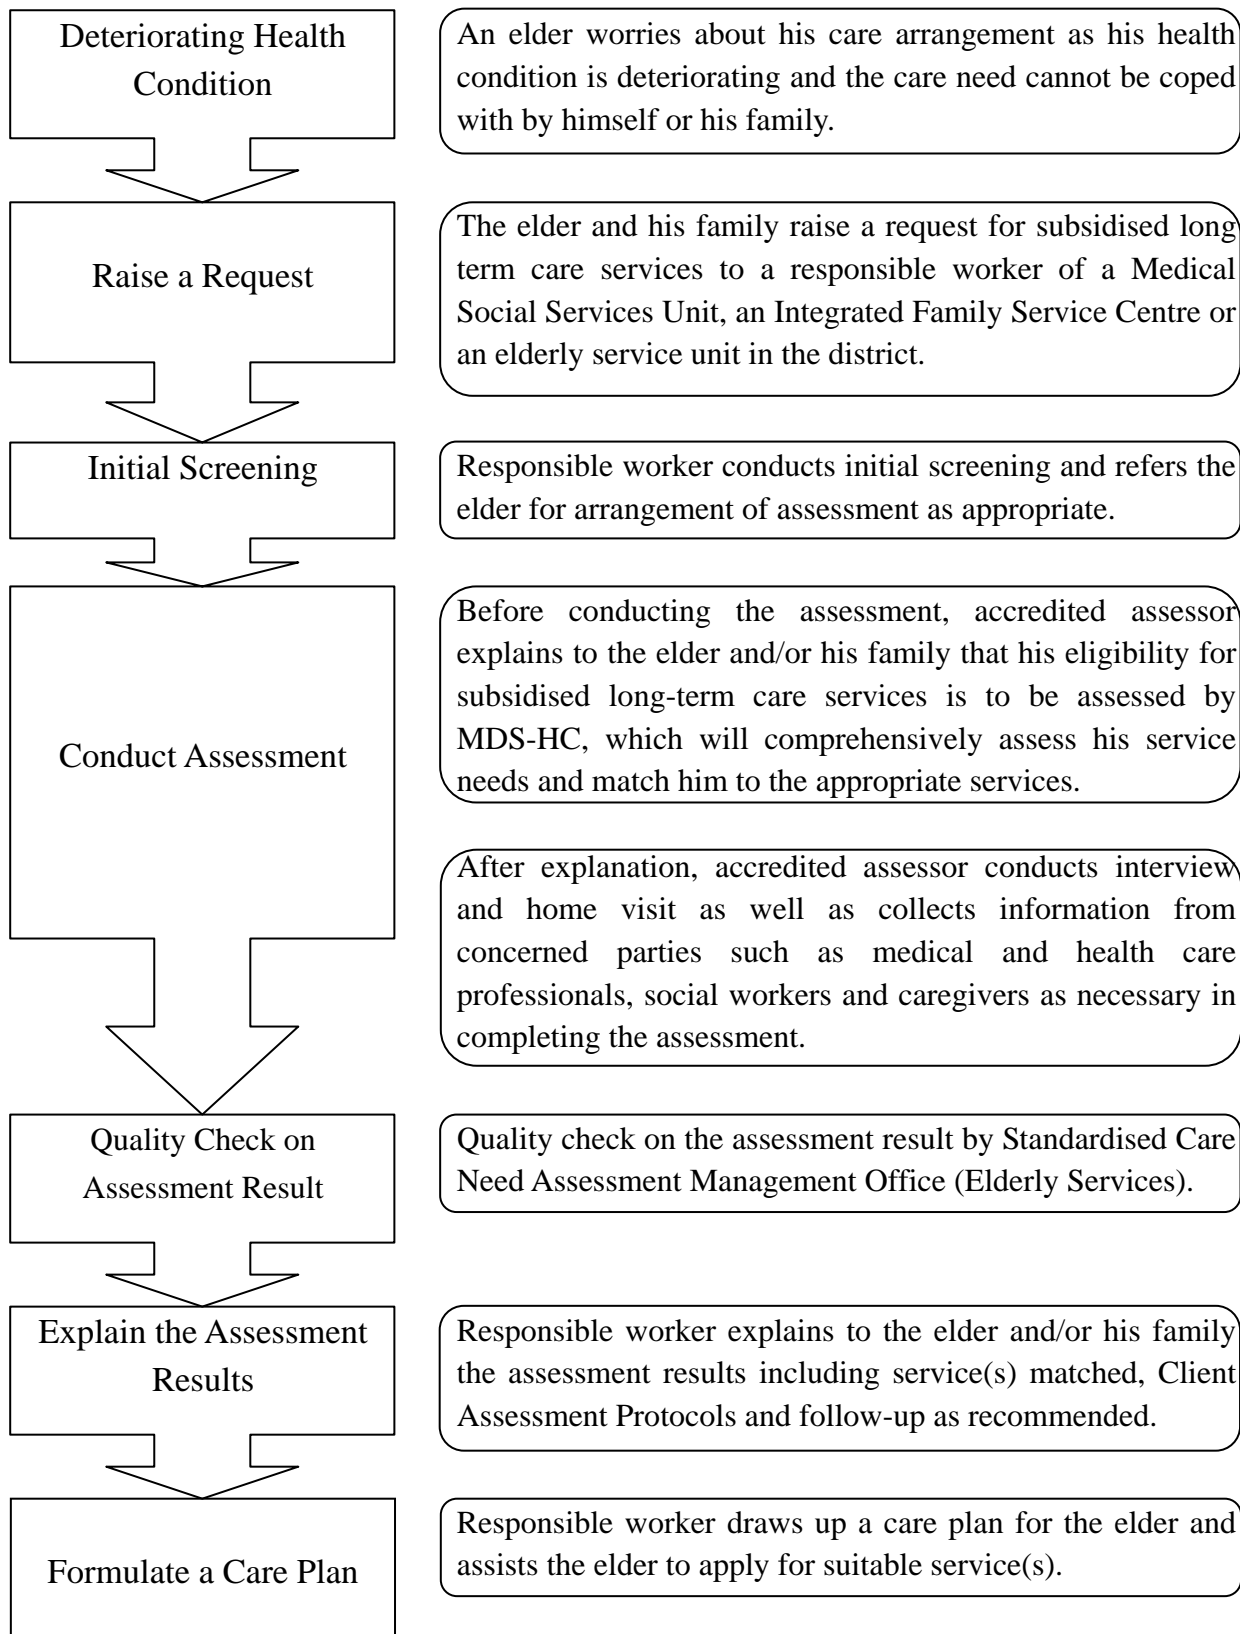 Deteriorating Health
Condition
An elder worries about his care arrangement as his health
condition is deteriorating and the care need cannot be coped
with by himself or his family.
Raise a Request
The elder and his family raise a request for subsidised long
term care services to a responsible worker of a Medical
Social Services Unit, an Integrated Family Service Centre or
an elderly service unit in the district.
Initial Screening
Responsible worker conducts initial screening and refers the
elder for arrangement of assessment as appropriate.
Conduct Assessment
Before conducting the assessment, accredited assessor
explains to the elder and/or his family that his eligibility for
subsidised long-term care services is to be assessed by
MDS-HC, which will comprehensively assess his service
needs and match him to the appropriate services.
After explanation, accredited assessor conducts interview
and home visit as well as collects information from
concerned parties such as medical and health care
professionals, social workers and caregivers as necessary in
completing the assessment.
Quality Check on
Assessment Result
Quality check on the assessment result by Standardised Care
Need Assessment Management Office (Elderly Services).
Explain the Assessment
Results
Responsible worker explains to the elder and/or his family
the assessment results including service(s) matched, Client
Assessment Protocols and follow-up as recommended.
Formulate a Care Plan
Responsible worker draws up a care plan for the elder and
assists the elder to apply for suitable service(s).